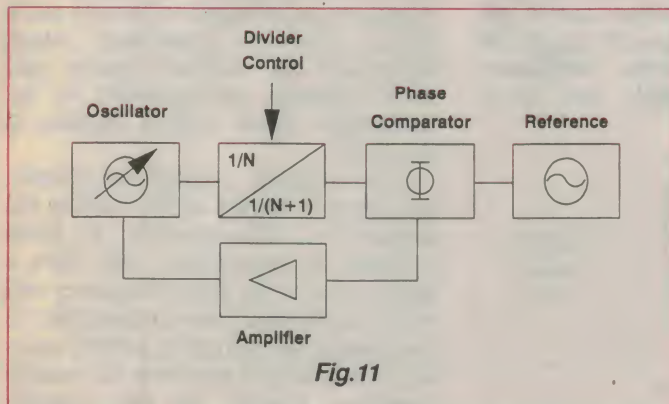 Divider
Control
Oscillator
Phase
Comparator
Reference
1/N
1/(N+1)
Φ
Amplifier
Fig.11